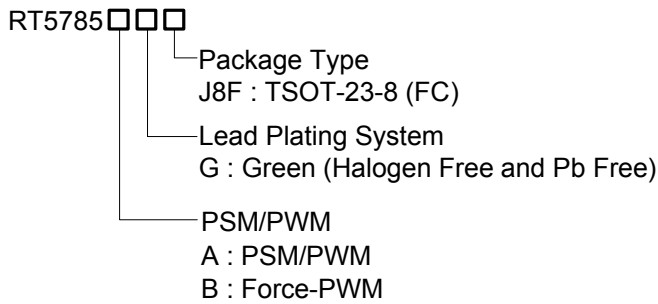 RT5785
Package Type
J8F : TSOT-23-8 (FC)
Lead Plating System
G : Green (Halogen Free and Pb Free)
PSM/PWM
A : PSM/PWM
B : Force-PWM